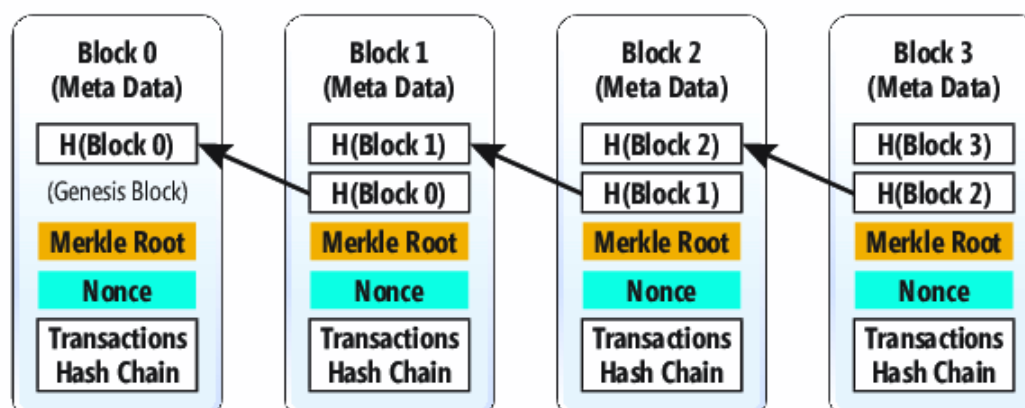 Block 0
(Meta Data)
H(Block 0)
(Genesis Block)
Merkle Root
Nonce
Transactions
Hash Chain
Block 1
(Meta Data)
H(Block 1)
H(Block 0)
Merkle Root
Nonce
Transactions
Hash Chain
Block 2
(Meta Data)
H(Block 2)
H(Block 1)
Merkle Root
Nonce
Transactions
Hash Chain
Block 3
(Meta Data)
H(Block 3)
H(Block 2)
Merkle Root
Nonce
Transactions
Hash Chain